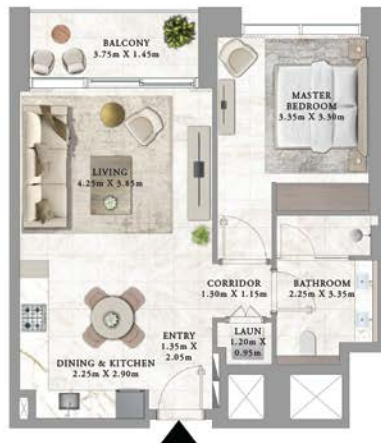 BALCONY
3.75m X 1.45m
MASTER
BEDROOM
3.35m X 3.30m
LIVING
4.25m X 3.85m
CORRIDOR
1.30m X 1.15m
BATHROOM
2.25m X 3.35m
ENTRY
1.35m X
2.05m
LAUN
1.20m X
0.95m
DINING & KITCHEN
2.25m X 2.90m